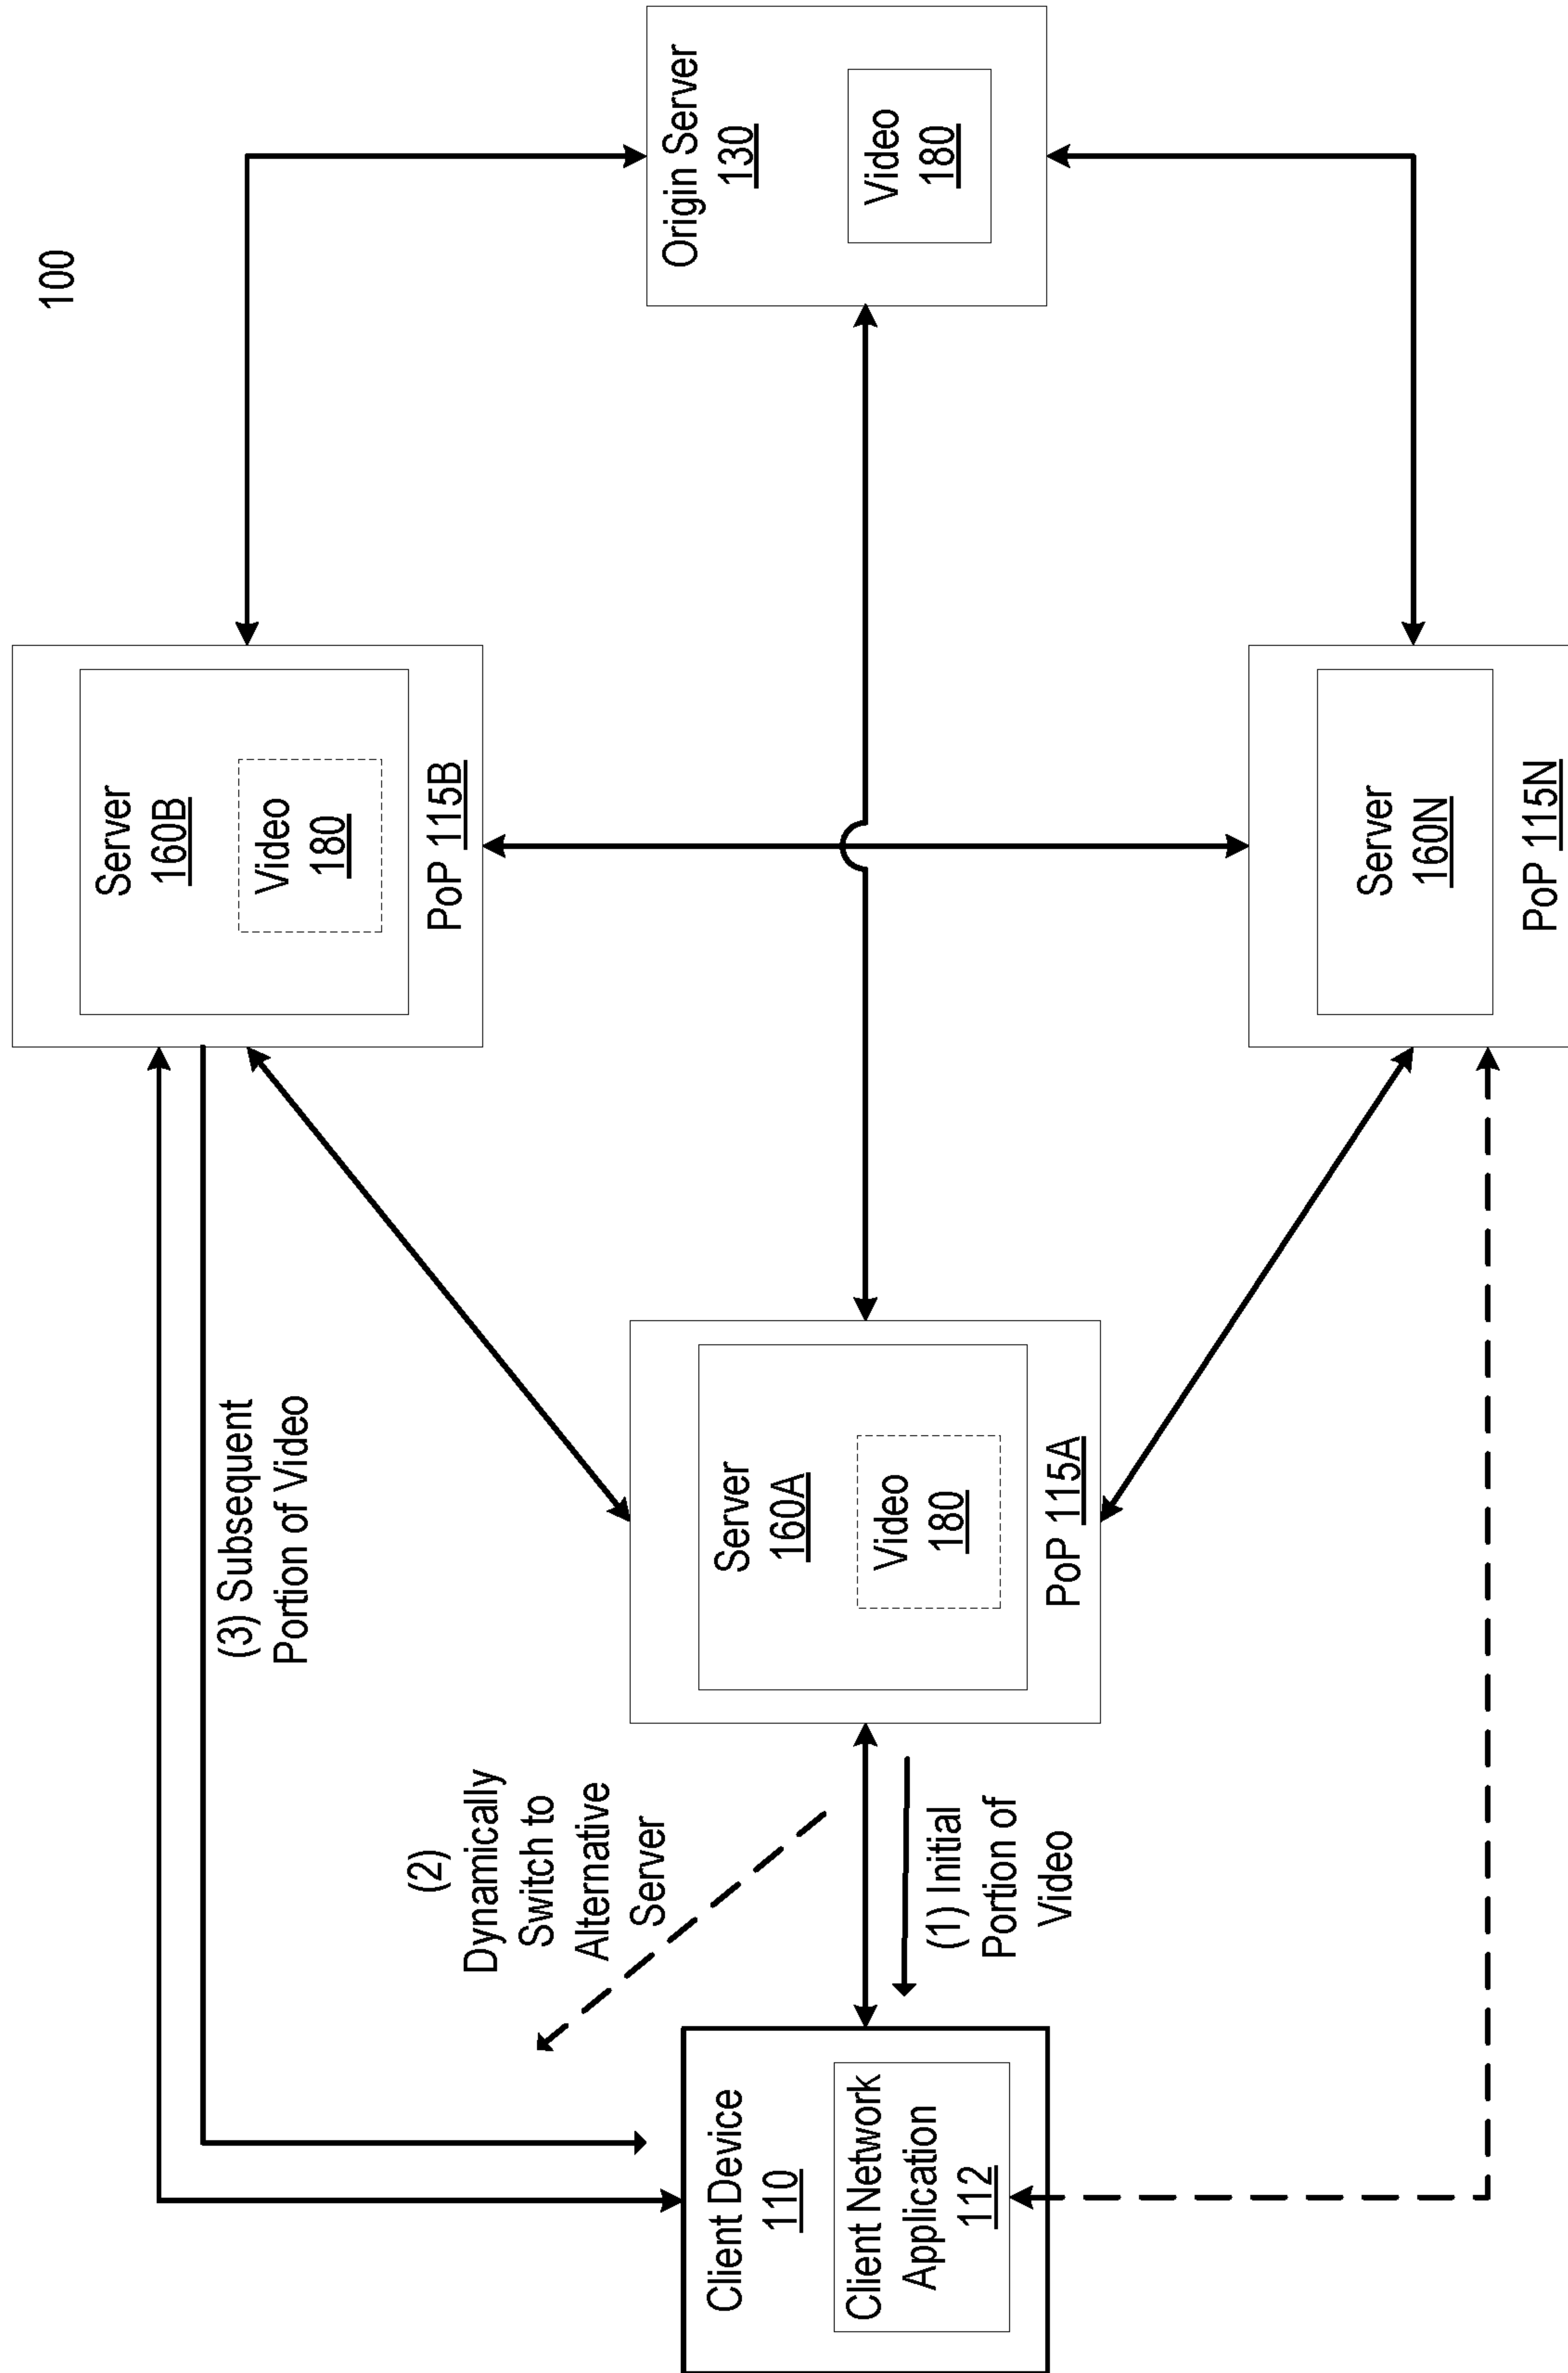 100
Server
160B
Video
180
PoP 115B
(3) Subsequent
Portion of Video
(2)
Dynamically
Switch to
Alternative
Server
Client Device
110
Client Network
Application
112
(1) Initial
Portion of
Video
Server
160A
Video
180
PoP 115A
Origin Server
130
Video
180
Server
160N
PoP 115N